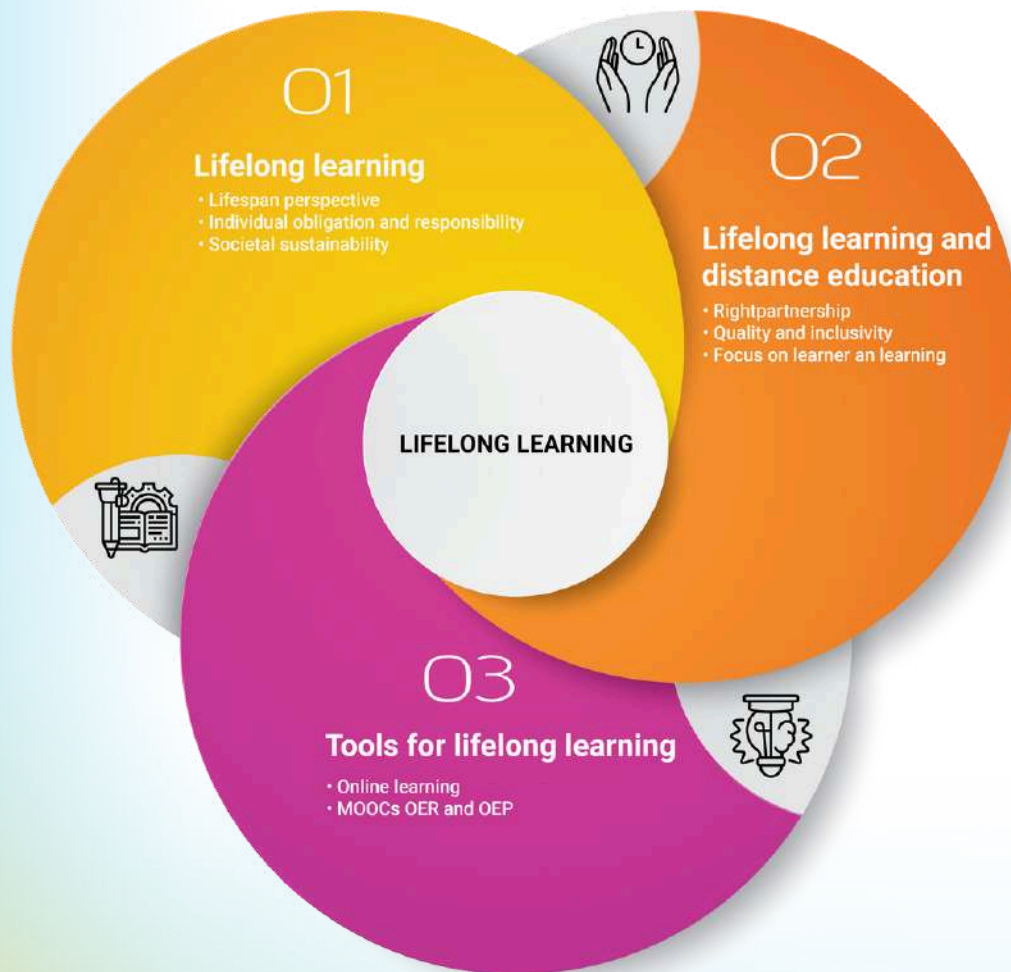 01
Lifelong learning
• Lifespan perspective
• Individual obligation and responsibility
• Societal sustainability
02
Lifelong learning and
distance education
• Rightpartnership
• Quality and inclusivity
• Focus on learner an learning
LIFELONG LEARNING
03
Tools for lifelong learning
• Online learning
• MOOCs OER and OEP